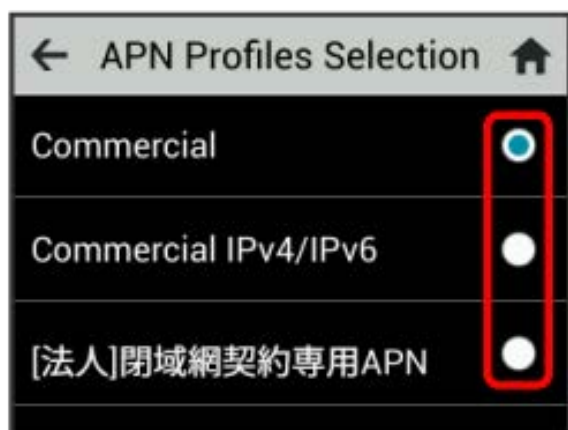 APN Profiles Selection
Commercial
Commercial IPv4/IPv6
[法人]閉域網契約専用APN